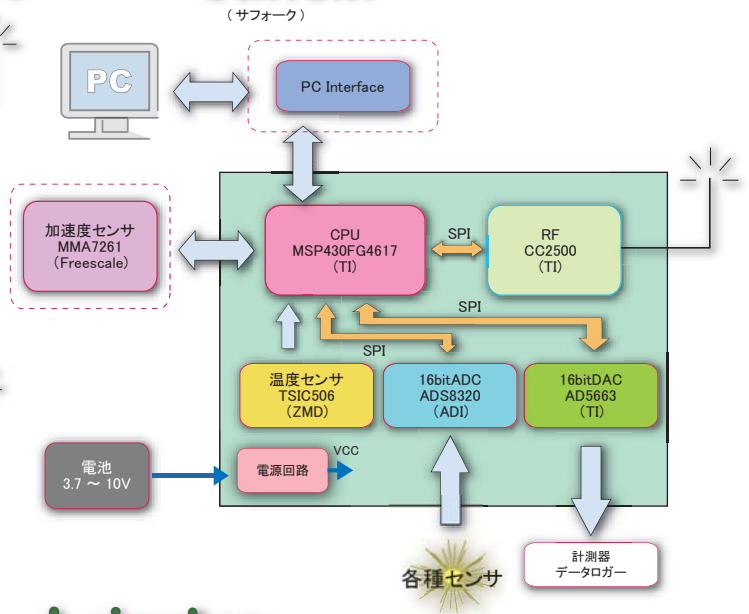 （サフォーク）
PC
PC Interface
加速度センサ
MMA7261
（Freescale）
CPU
MSP430FG4617
（TI）
SPI
RF
CC2500
（TI）
SPI
SPI
温度センサ
TSIC506
（ZMD）
16bitADC
ADS8320
（ADI）
16bitDAC
AD5663
（TI）
電池
3.7 ～ 10V
電源回路
VCC
各種センサ
計測器
データロガー